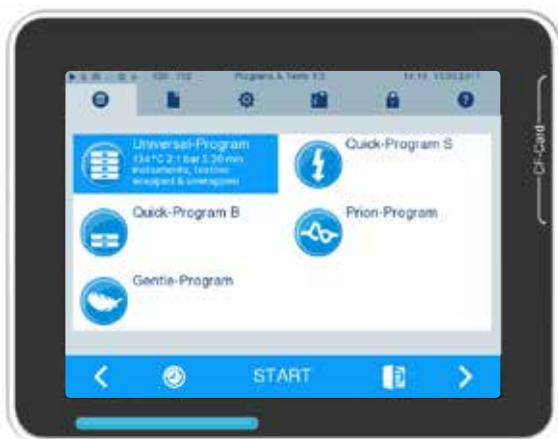 Programs & Tests 1/2
Universal-Program
134 °C 2.1 bar 5.30 min
instruments, textiles
wrapped & unwrapped
Quick-Program S
Quick-Program B
Prion-Program
Gentle-Program
START
CF-Card